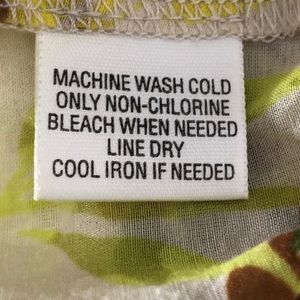 MACHINE WASH COLD
ONLY NON-CHLORINE
BLEACH WHEN NEEDED
LINE DRY
COOL IRON IF NEEDED